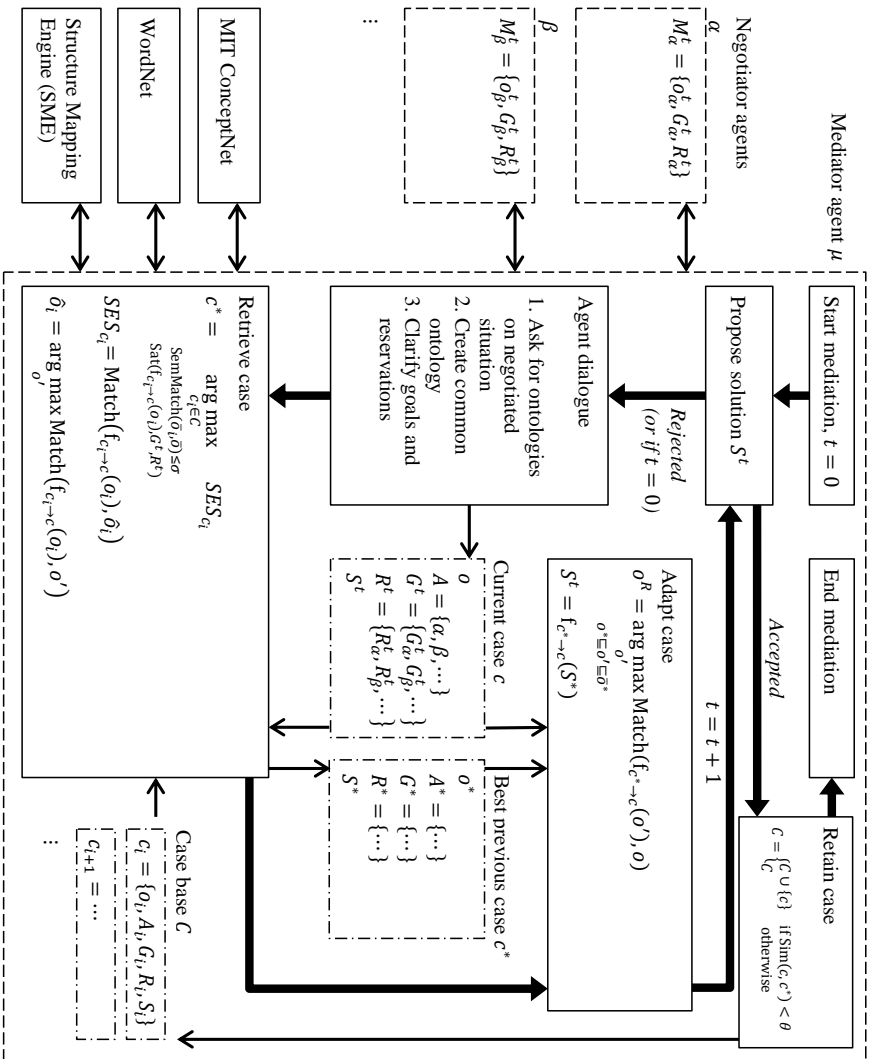 Mediator agent μ
Start mediation, t = 0
End mediation
Retain case
C = {C ∪ {c} if Sim(c, c*) < θ
C otherwise
Accepted
Propose solution S^t
t = t + 1
Rejected
(or if t = 0)
Negotiator agents
α
M_α^t = {o_α^t, G_α^t, R_α^t}
β
M_β^t = {o_β^t, G_β^t, R_β^t}
⋮
Agent dialogue
1. Ask for ontologies
on negotiated
situation
2. Create common
ontology
3. Clarify goals and
reservations
Adapt case
o^R = arg max Match(f_{c*→c}(o′), o)
o′
o*⊑o′⊑ō*
S^t = f_{c*→c}(S*)
Current case c
o
A = {α, β, ⋯}
G^t = {G_α^t, G_β^t, ⋯}
R^t = {R_α^t, R_β^t, ⋯}
S^t
Best previous case c*
o*
A* = {⋯}
G* = {⋯}
R* = {⋯}
S*
MIT ConceptNet
WordNet
Structure Mapping
Engine (SME)
Retrieve case
c* = arg max SES_{c_i}
c_i∈C
SemMatch(ō_i,ō)≤σ
Sat(f_{c_i→c}(o_i),G^t,R^t)
SES_{c_i} = Match(f_{c_i→c}(o_i), ô_i)
ô_i = arg max Match(f_{c_i→c}(o_i), o′)
o′
Case base C
c_i = {o_i, A_i, G_i, R_i, S_i}
c_{i+1} = ⋯
⋮